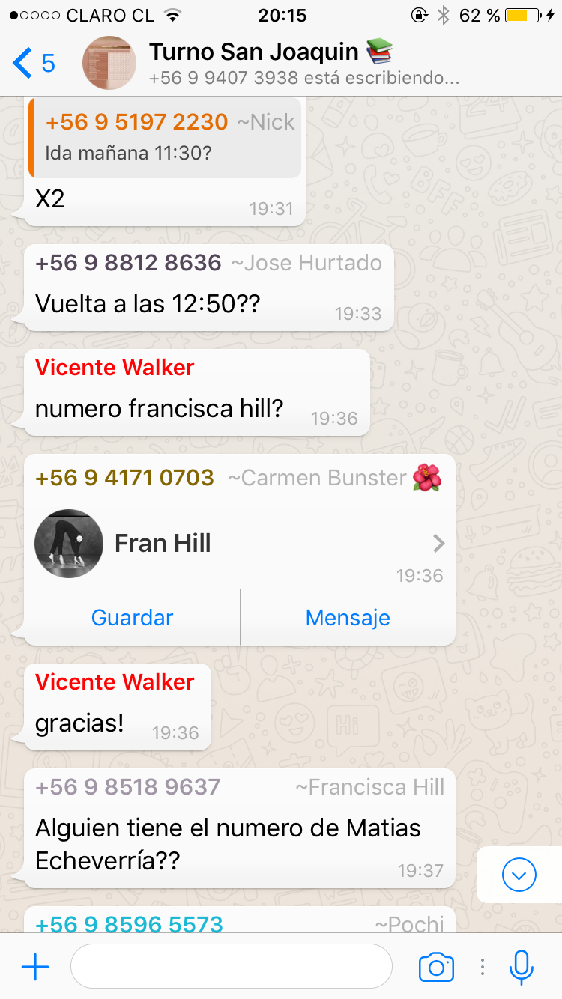 CLARO CL 20:15 62 %
5 Turno San Joaquin
+56 9 9407 3938 está escribiendo...
+56 9 5197 2230 ~Nick
Ida mañana 11:30?
X2 19:31
+56 9 8812 8636 ~Jose Hurtado
Vuelta a las 12:50?? 19:33
Vicente Walker
numero francisca hill? 19:36
+56 9 4171 0703 ~Carmen Bunster
Fran Hill
19:36
Guardar Mensaje
Vicente Walker
gracias! 19:36
+56 9 8518 9637 ~Francisca Hill
Alguien tiene el numero de Matias
Echeverría?? 19:37
+56 9 8596 5573 ~Pochi